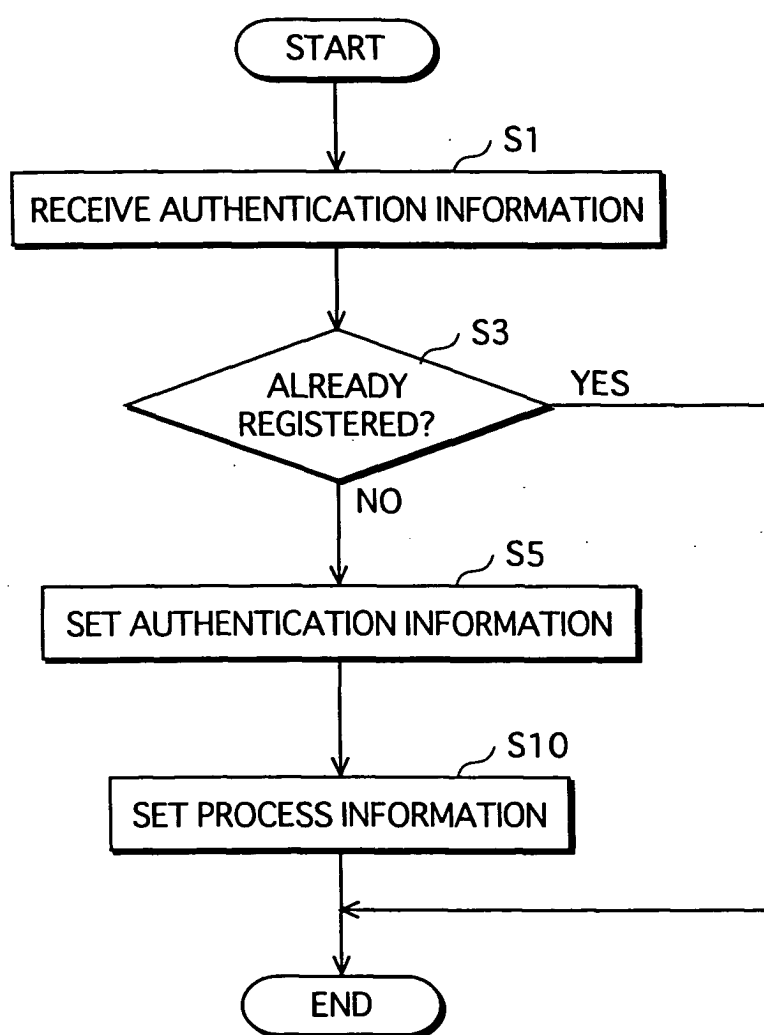 START
S1
RECEIVE AUTHENTICATION INFORMATION
S3
ALREADY
REGISTERED?
YES
NO
S5
SET AUTHENTICATION INFORMATION
S10
SET PROCESS INFORMATION
END